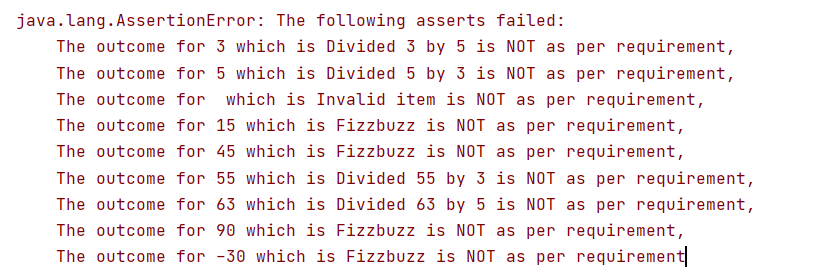 java.lang.AssertionError: The following asserts failed:
The outcome for 3 which is Divided 3 by 5 is NOT as per requirement,
The outcome for 5 which is Divided 5 by 3 is NOT as per requirement,
The outcome for  which is Invalid item is NOT as per requirement,
The outcome for 15 which is Fizzbuzz is NOT as per requirement,
The outcome for 45 which is Fizzbuzz is NOT as per requirement,
The outcome for 55 which is Divided 55 by 3 is NOT as per requirement,
The outcome for 63 which is Divided 63 by 5 is NOT as per requirement,
The outcome for 90 which is Fizzbuzz is NOT as per requirement,
The outcome for -30 which is Fizzbuzz is NOT as per requirement